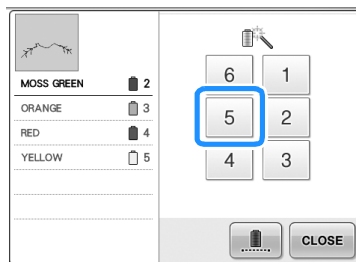 MOSS GREEN 2
ORANGE 3
RED 4
YELLOW 5
6 1
5 2
4 3
CLOSE